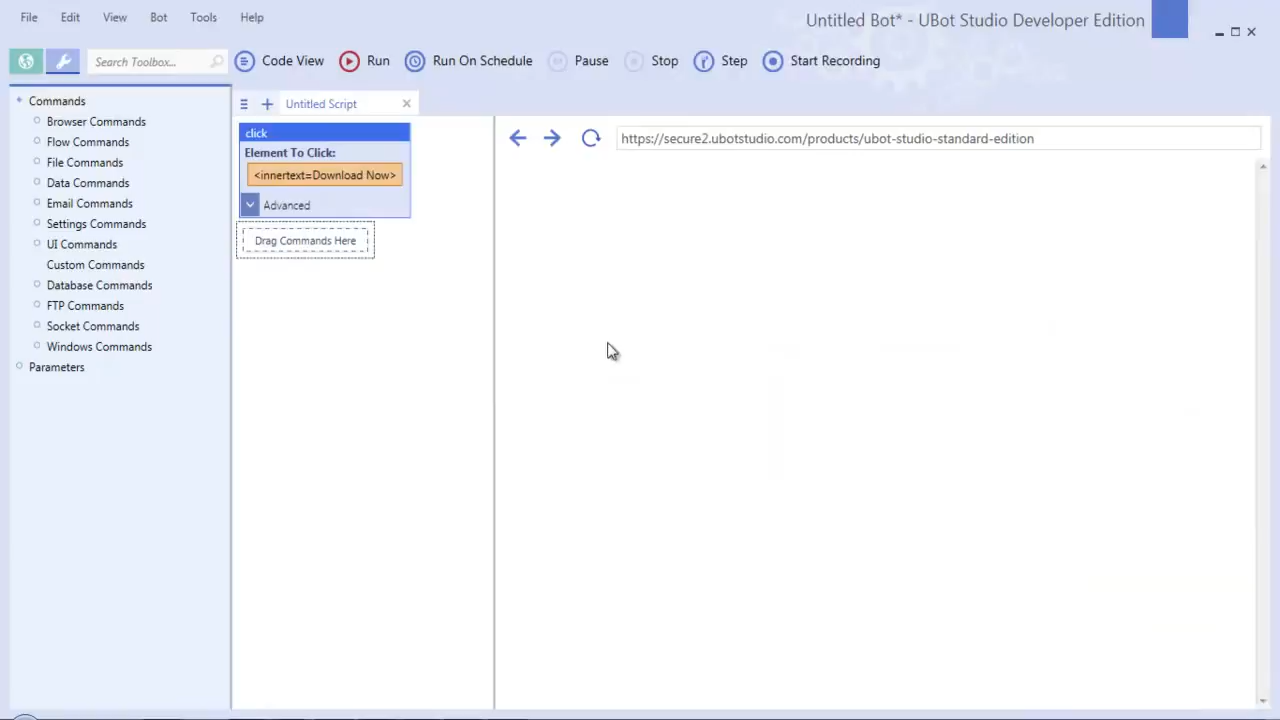 File Edit View Bot Tools Help
Untitled Bot* - UBot Studio Developer Edition
Search Toolbox...
Code View
Run
Run On Schedule
Pause
Stop
Step
Start Recording
Commands
Browser Commands
Flow Commands
File Commands
Data Commands
Email Commands
Settings Commands
UI Commands
Custom Commands
Database Commands
FTP Commands
Socket Commands
Windows Commands
Parameters
Untitled Script
click
Element To Click:
<innertext=Download Now>
Advanced
Drag Commands Here
https://secure2.ubotstudio.com/products/ubot-studio-standard-edition